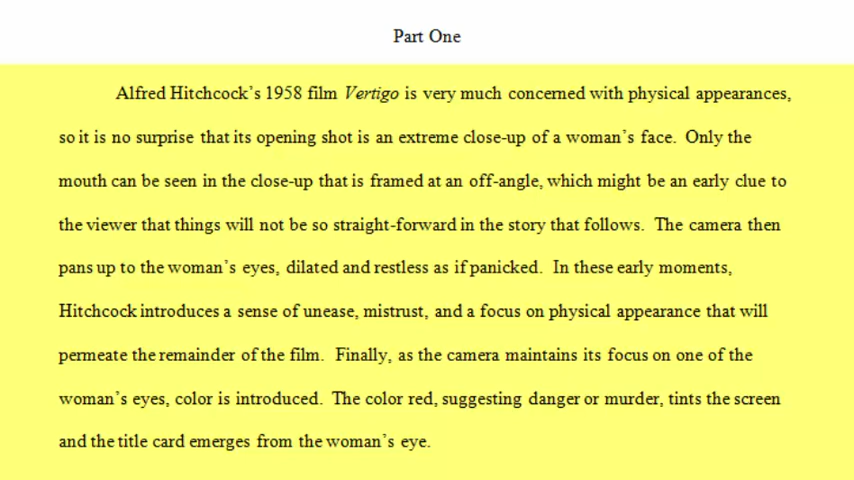 Part One
Alfred Hitchcock’s 1958 film Vertigo is very much concerned with physical appearances,
so it is no surprise that its opening shot is an extreme close-up of a woman’s face. Only the
mouth can be seen in the close-up that is framed at an off-angle, which might be an early clue to
the viewer that things will not be so straight-forward in the story that follows. The camera then
pans up to the woman’s eyes, dilated and restless as if panicked. In these early moments,
Hitchcock introduces a sense of unease, mistrust, and a focus on physical appearance that will
permeate the remainder of the film. Finally, as the camera maintains its focus on one of the
woman’s eyes, color is introduced. The color red, suggesting danger or murder, tints the screen
and the title card emerges from the woman’s eye.